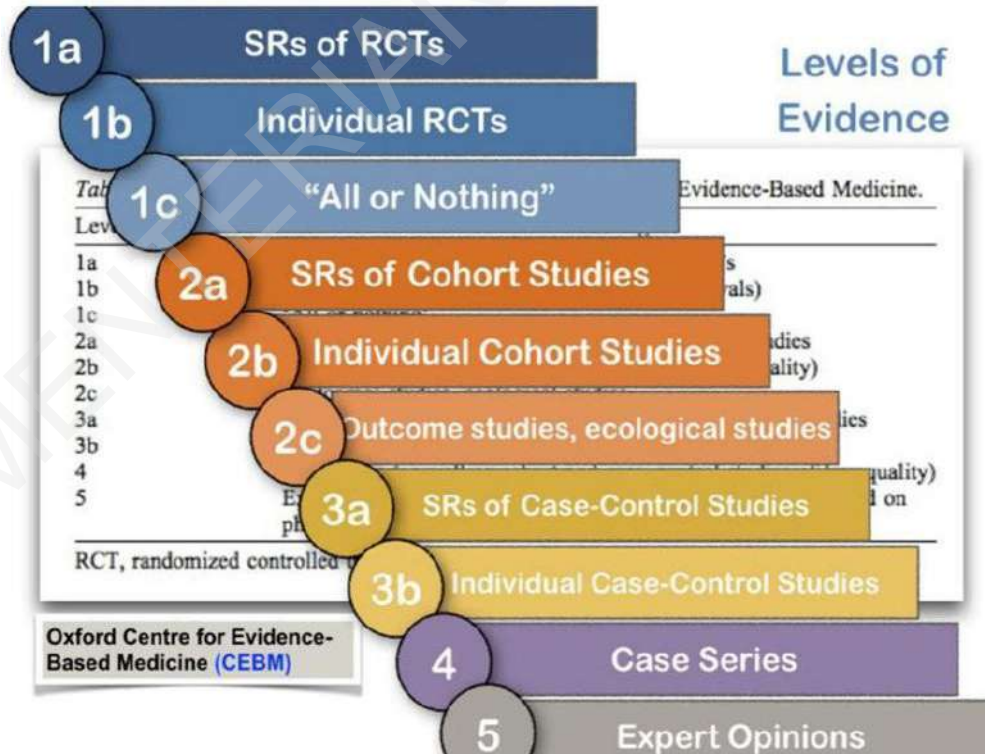 1a SRs of RCTs
Levels of
Evidence
1b Individual RCTs
1c "All or Nothing"
Evidence-Based Medicine.
2a SRs of Cohort Studies
2b Individual Cohort Studies
2c Outcome studies, ecological studies
3a SRs of Case-Control Studies
3b Individual Case-Control Studies
4 Case Series
5 Expert Opinions
1a
1b
1c
2a
2b
2c
3a
3b
4
5
quality)
on
RCT, randomized controlled
Oxford Centre for Evidence-
Based Medicine (CEBM)